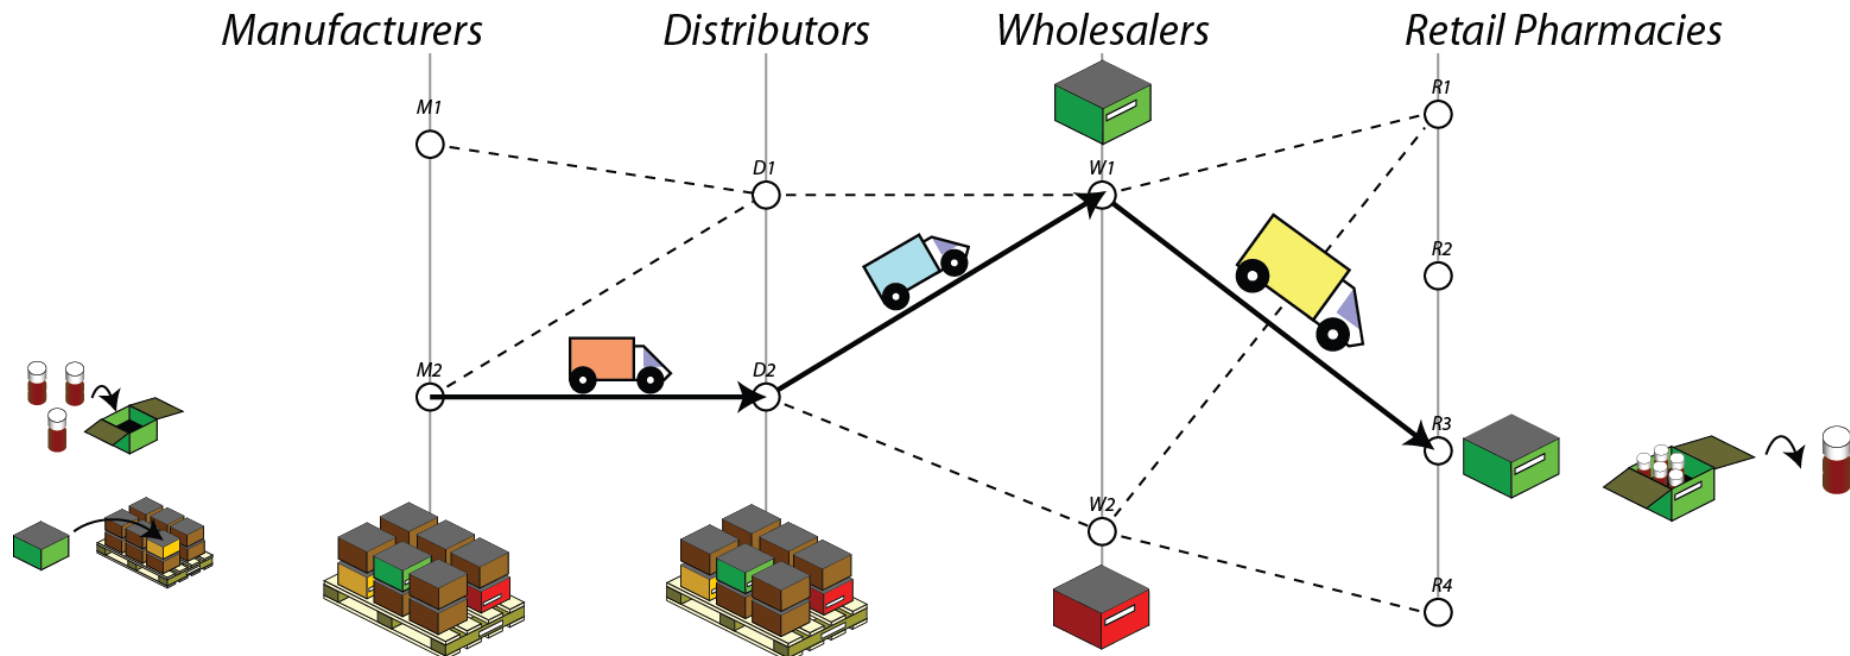 Manufacturers
Distributors
Wholesalers
Retail Pharmacies
M1
M2
D1
D2
W1
W2
R1
R2
R3
R4